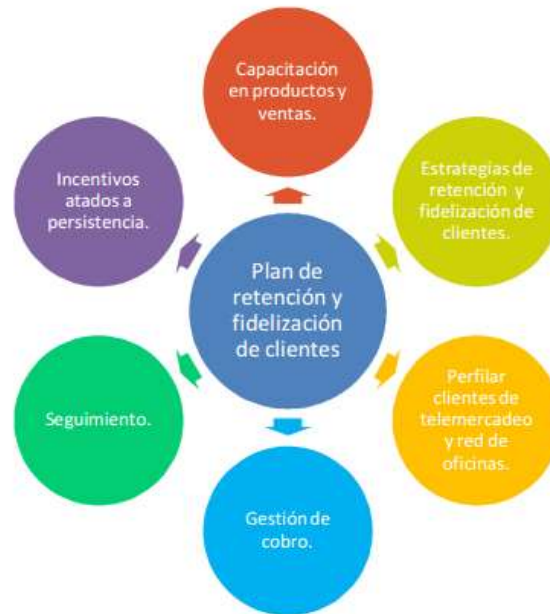 Capacitación
en productos y
ventas.
Estrategias de
retención y
fidelización de
clientes.
Perfilar
clientes de
telemercadeo
y red de
oficinas.
Gestión de
cobro.
Seguimiento.
Incentivos
atados a
persistencia.
Plan de
retención y
fidelización
de clientes